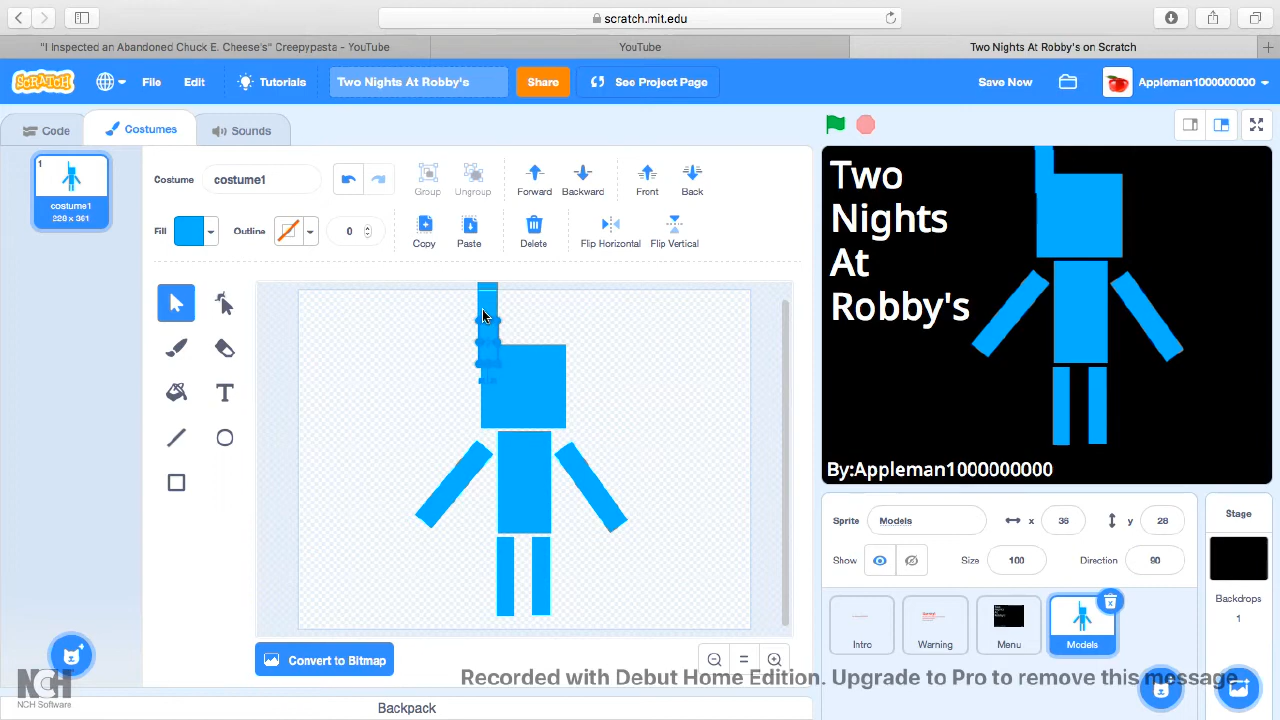 scratch.mit.edu
"I Inspected an Abandoned Chuck E. Cheese's" Creepypasta - YouTube
YouTube
Two Nights At Robby's on Scratch
SCRATCH
File
Edit
Tutorials
Two Nights At Robby's
Share
See Project Page
Save Now
Appleman1000000000
Code
Costumes
Sounds
1
costume1
228 x 361
Costume
costume1
Group
Ungroup
Forward
Backward
Front
Back
Fill
Outline
0
Copy
Paste
Delete
Flip Horizontal
Flip Vertical
Convert to Bitmap
Backpack
Two
Nights
At
Robby's
By:Appleman1000000000
Sprite
Models
x
36
y
28
Show
Size
100
Direction
90
Stage
Backdrops
1
Intro
Warning
Menu
Models
NCH
NCH Software
Recorded with Debut Home Edition. Upgrade to Pro to remove this message.